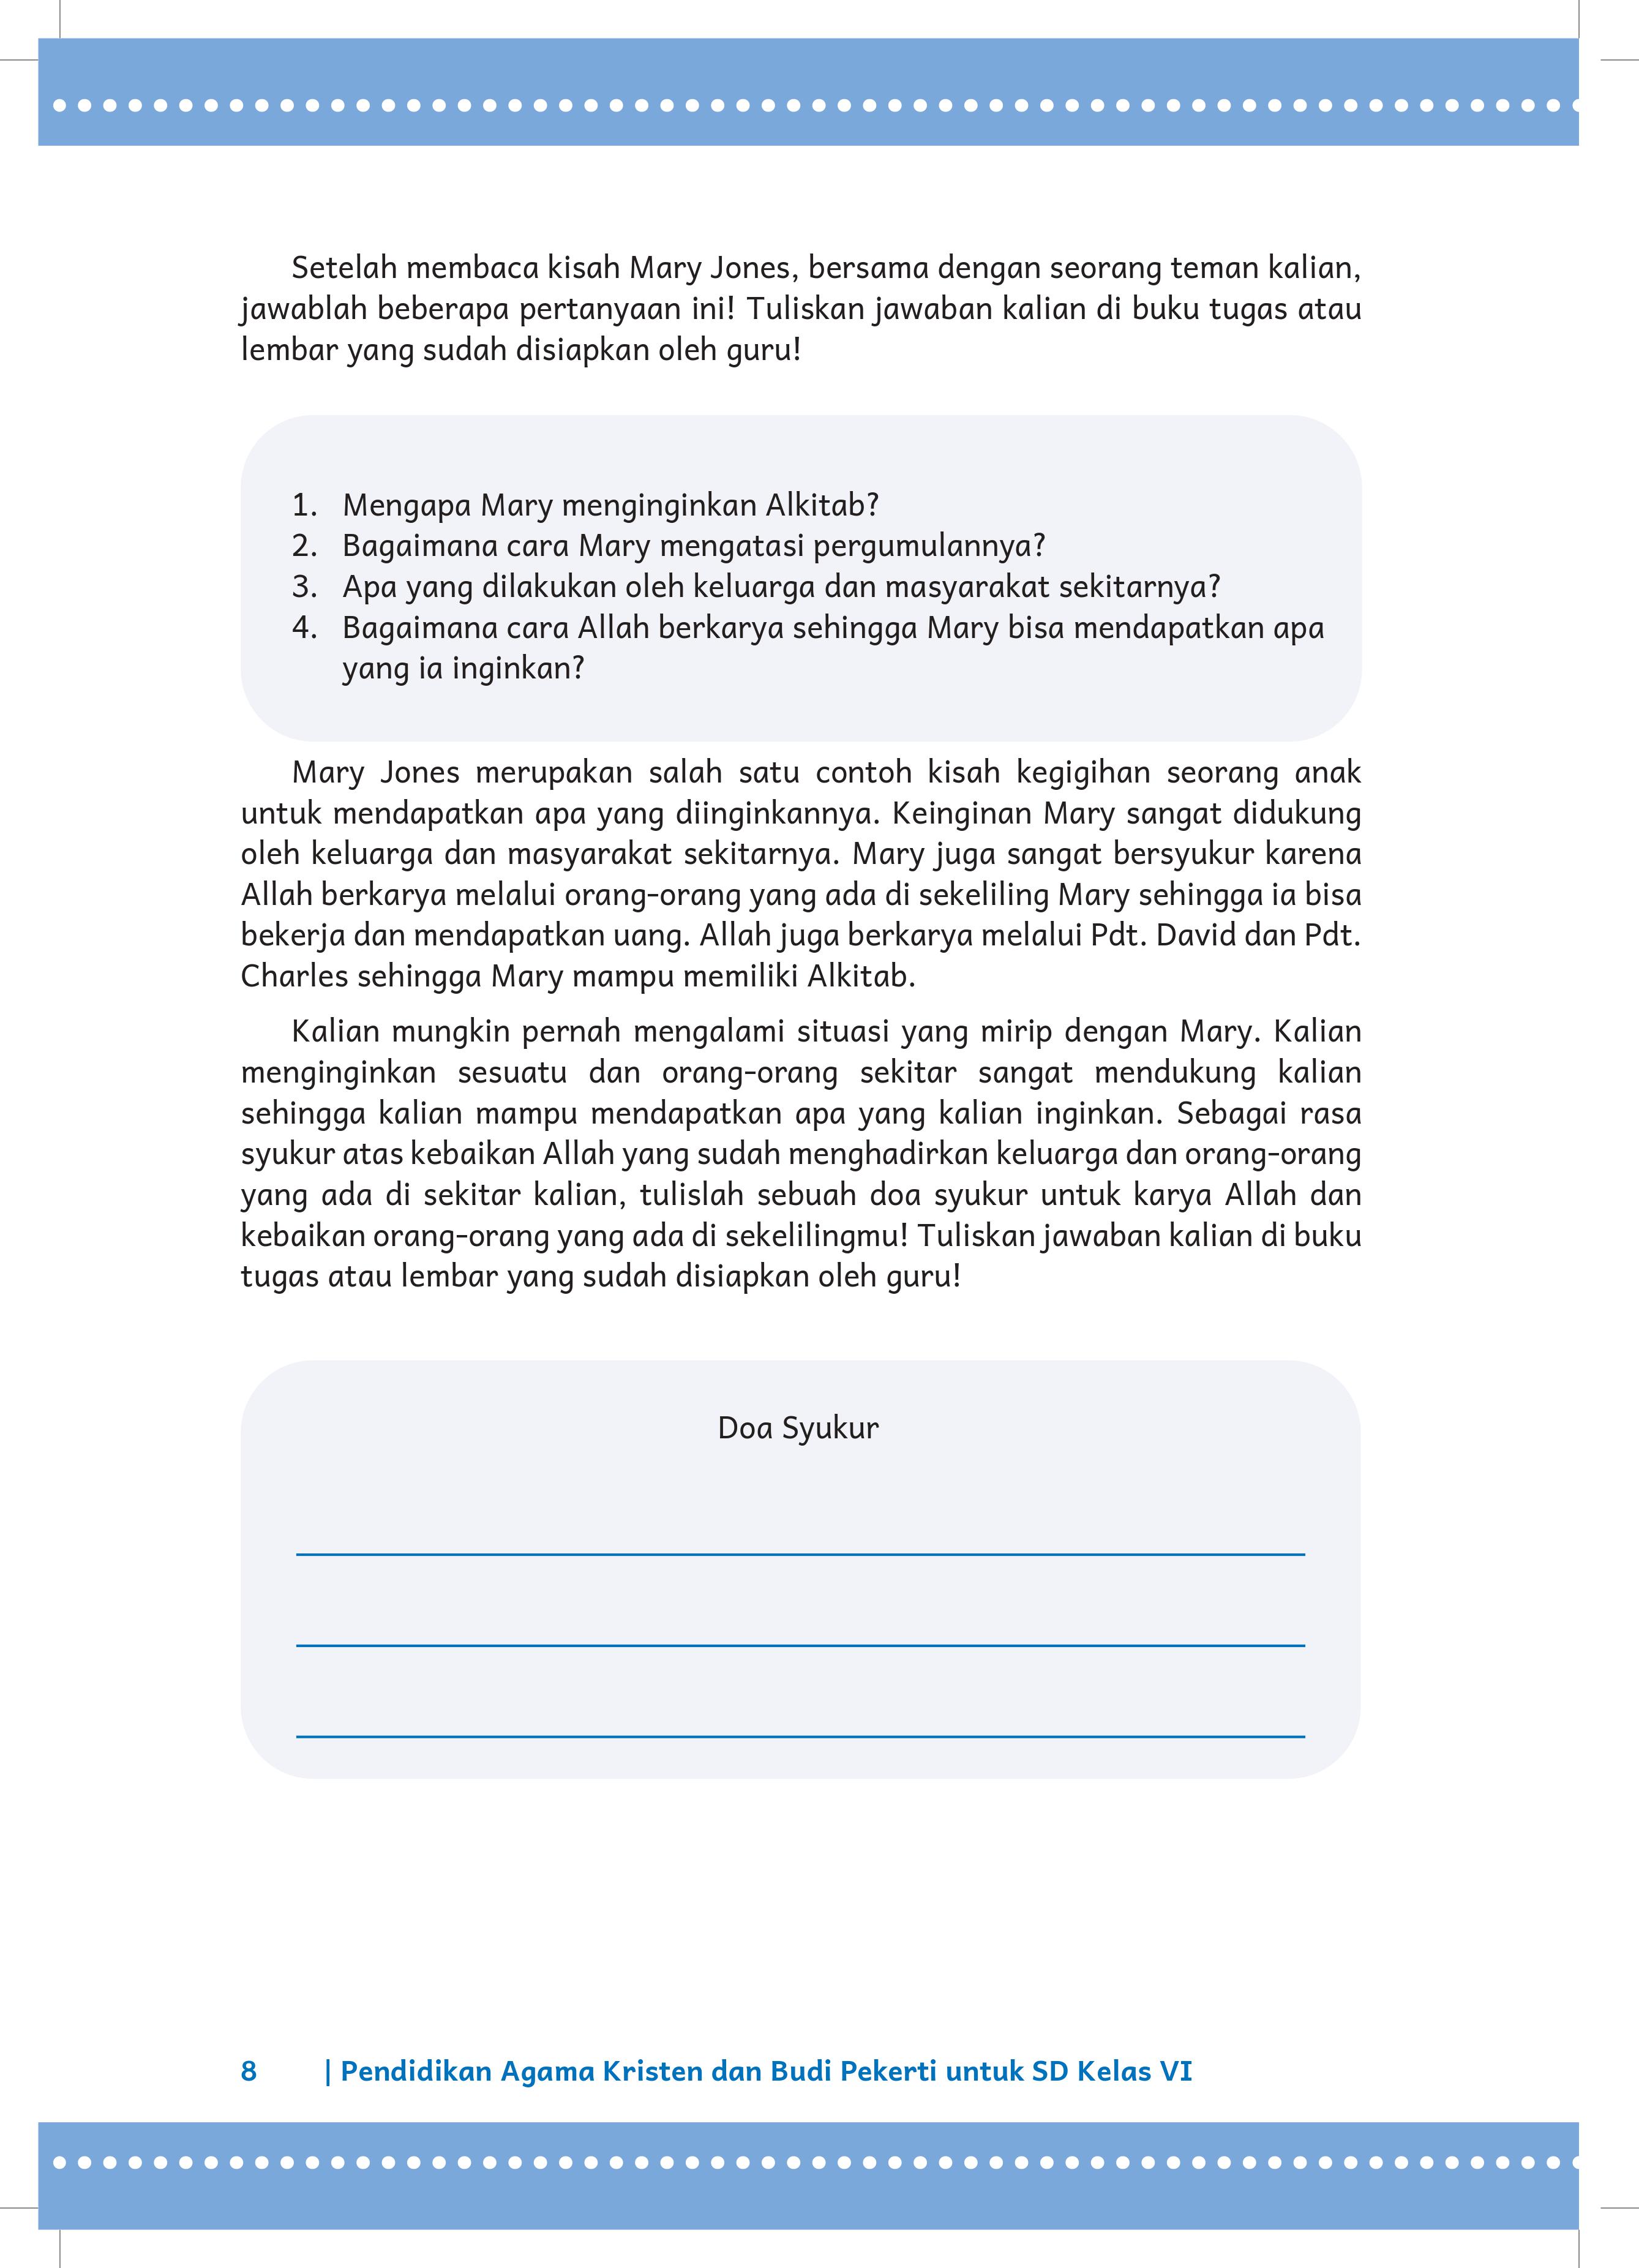 Setelah membaca kisah Mary Jones, bersama dengan seorang teman kalian,
jawablah beberapa pertanyaan ini! Tuliskan jawaban kalian di buku tugas atau
lembar yang sudah disiapkan oleh guru!
1. Mengapa Mary menginginkan Alkitab?
2. Bagaimana cara Mary mengatasi pergumulannya?
3. Apa yang dilakukan oleh keluarga dan masyarakat sekitarnya?
4. Bagaimana cara Allah berkarya sehingga Mary bisa mendapatkan apa
yang ia inginkan?
Mary Jones merupakan salah satu contoh kisah kegigihan seorang anak
untuk mendapatkan apa yang diinginkannya. Keinginan Mary sangat didukung
oleh keluarga dan masyarakat sekitarnya. Mary juga sangat bersyukur karena
Allah berkarya melalui orang-orang yang ada di sekeliling Mary sehingga ia bisa
bekerja dan mendapatkan uang. Allah juga berkarya melalui Pdt. David dan Pdt.
Charles sehingga Mary mampu memiliki Alkitab.
Kalian mungkin pernah mengalami situasi yang mirip dengan Mary. Kalian
menginginkan sesuatu dan orang-orang sekitar sangat mendukung kalian
sehingga kalian mampu mendapatkan apa yang kalian inginkan. Sebagai rasa
syukur atas kebaikan Allah yang sudah menghadirkan keluarga dan orang-orang
yang ada di sekitar kalian, tulislah sebuah doa syukur untuk karya Allah dan
kebaikan orang-orang yang ada di sekelilingmu! Tuliskan jawaban kalian di buku
tugas atau lembar yang sudah disiapkan oleh guru!
Doa Syukur
8 | Pendidikan Agama Kristen dan Budi Pekerti untuk SD Kelas VI